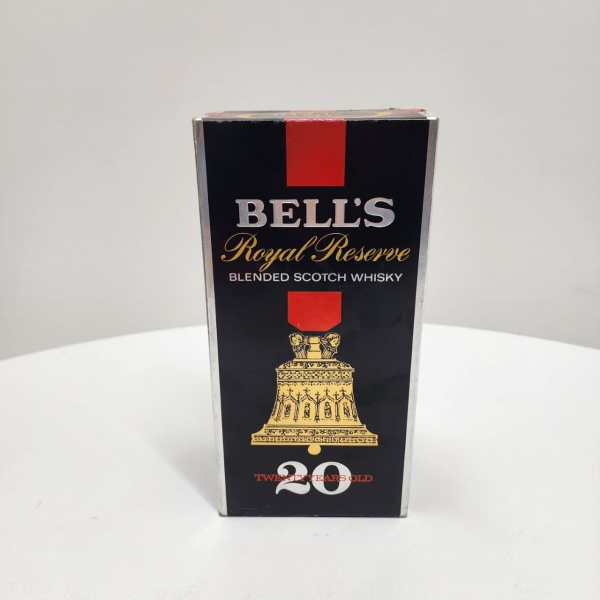 BELL'S
Royal Reserve
BLENDED SCOTCH WHISKY
20
TWENTY YEARS OLD